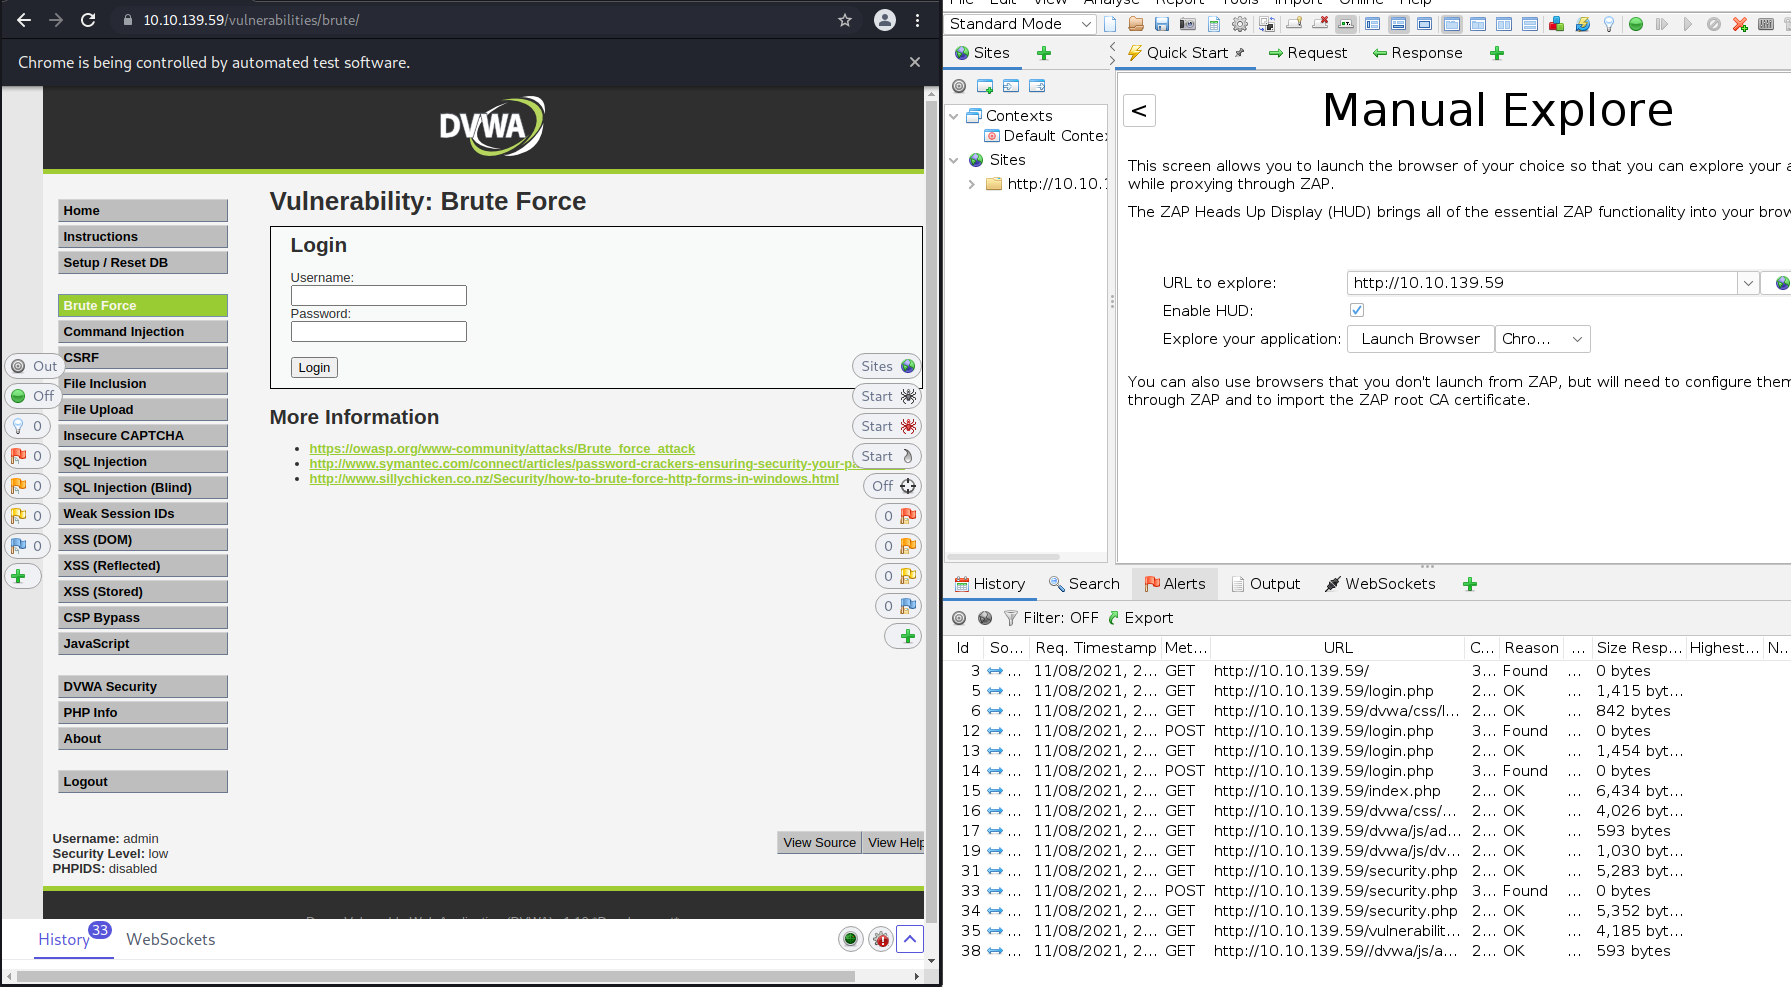 10.10.139.59/vulnerabilities/brute/
Chrome is being controlled by automated test software.
DVWA
Home
Instructions
Setup / Reset DB
Brute Force
Command Injection
CSRF
File Inclusion
File Upload
Insecure CAPTCHA
SQL Injection
SQL Injection (Blind)
Weak Session IDs
XSS (DOM)
XSS (Reflected)
XSS (Stored)
CSP Bypass
JavaScript
DVWA Security
PHP Info
About
Logout
Out
Off
0
0
0
0
0
Vulnerability: Brute Force
Login
Username:
Password:
Login
More Information
https://owasp.org/www-community/attacks/Brute_force_attack
http://www.symantec.com/connect/articles/password-crackers-ensuring-security-your-pa
http://www.sillychicken.co.nz/Security/how-to-brute-force-http-forms-in-windows.html
Sites
Start
Start
Start
Off
0
0
0
0
Username: admin
Security Level: low
PHPIDS: disabled
View Source View Help
History 33 WebSockets
File Edit View Analyse Report Tools Import Online Help
Standard Mode
Sites
Quick Start Request Response
Contexts
Default Contex
Sites
http://10.10.1
<
Manual Explore
This screen allows you to launch the browser of your choice so that you can explore your a
while proxying through ZAP.
The ZAP Heads Up Display (HUD) brings all of the essential ZAP functionality into your brow
URL to explore: http://10.10.139.59
Enable HUD:
Explore your application: Launch Browser Chro...
You can also use browsers that you don't launch from ZAP, but will need to configure them
through ZAP and to import the ZAP root CA certificate.
History Search Alerts Output WebSockets
Filter: OFF Export
Id So... Req. Timestamp Met... URL C... Reason ... Size Resp... Highest... N...
3 ... 11/08/2021, 2... GET http://10.10.139.59/ 3... Found ... 0 bytes
5 ... 11/08/2021, 2... GET http://10.10.139.59/login.php 2... OK ... 1,415 byt...
6 ... 11/08/2021, 2... GET http://10.10.139.59/dvwa/css/l... 2... OK ... 842 bytes
12 ... 11/08/2021, 2... POST http://10.10.139.59/login.php 3... Found ... 0 bytes
13 ... 11/08/2021, 2... GET http://10.10.139.59/login.php 2... OK ... 1,454 byt...
14 ... 11/08/2021, 2... POST http://10.10.139.59/login.php 3... Found ... 0 bytes
15 ... 11/08/2021, 2... GET http://10.10.139.59/index.php 2... OK ... 6,434 byt...
16 ... 11/08/2021, 2... GET http://10.10.139.59/dvwa/css/... 2... OK ... 4,026 byt...
17 ... 11/08/2021, 2... GET http://10.10.139.59/dvwa/js/ad... 2... OK ... 593 bytes
19 ... 11/08/2021, 2... GET http://10.10.139.59/dvwa/js/dv... 2... OK ... 1,030 byt...
31 ... 11/08/2021, 2... GET http://10.10.139.59/security.php 2... OK ... 5,283 byt...
33 ... 11/08/2021, 2... POST http://10.10.139.59/security.php 3... Found ... 0 bytes
34 ... 11/08/2021, 2... GET http://10.10.139.59/security.php 2... OK ... 5,352 byt...
35 ... 11/08/2021, 2... GET http://10.10.139.59/vulnerabilit... 2... OK ... 4,185 byt...
38 ... 11/08/2021, 2... GET http://10.10.139.59//dvwa/js/a... 2... OK ... 593 bytes